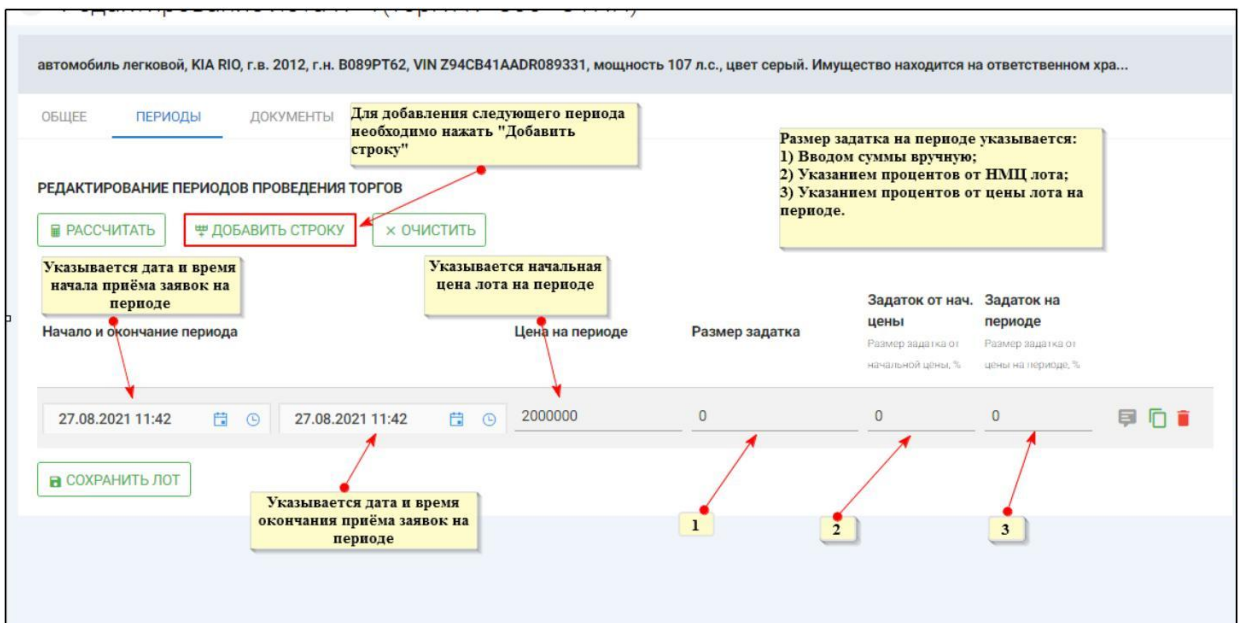 автомобиль легковой, KIA RIO, г.в. 2012, г.н. В089РТ62, VIN Z94CB41AADR089331, мощность 107 л.с., цвет серый. Имущество находится на ответственном хра...
ОБЩЕЕ ПЕРИОДЫ ДОКУМЕНТЫ
Для добавления следующего периода
необходимо нажать "Добавить
строку"
Размер задатка на периоде указывается:
1) Вводом суммы вручную;
2) Указанием процентов от НМЦ лота;
3) Указанием процентов от цены лота на
периоде.
РЕДАКТИРОВАНИЕ ПЕРИОДОВ ПРОВЕДЕНИЯ ТОРГОВ
РАССЧИТАТЬ ДОБАВИТЬ СТРОКУ × ОЧИСТИТЬ
Указывается дата и время
начала приёма заявок на
периоде
Указывается начальная
цена лота на периоде
Начало и окончание периода
Цена на периоде
Размер задатка
Задаток от нач.
цены
Размер задатка от
начальной цены, %
Задаток на
периоде
Размер задатка от
цены на периоде, %
27.08.2021 11:42 27.08.2021 11:42 2000000 0 0 0
СОХРАНИТЬ ЛОТ
Указывается дата и время
окончания приёма заявок на
периоде
1
2
3